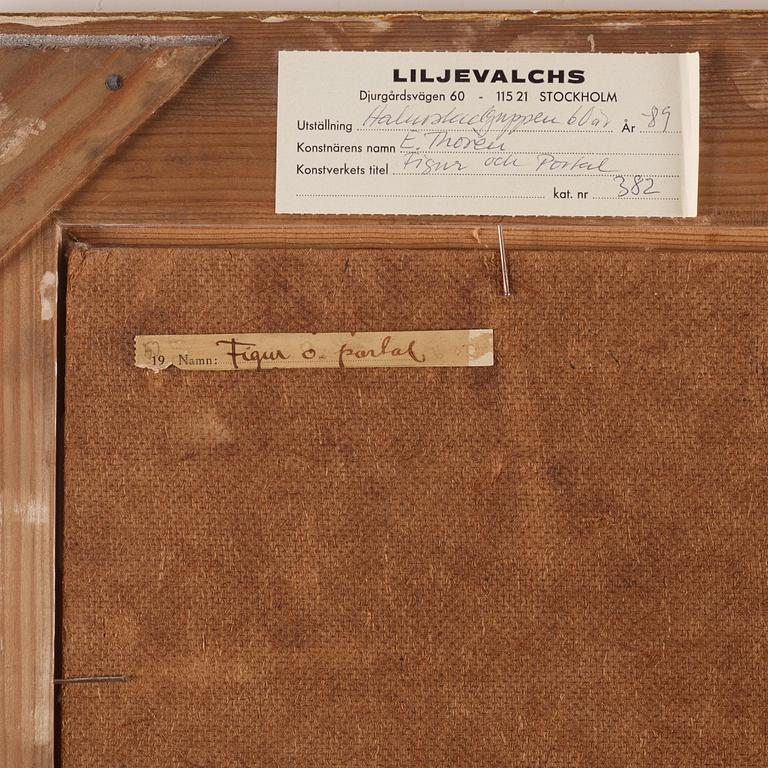 LILJEVALCHS
Djurgårdsvägen 60 - 115 21 STOCKHOLM
Utställning Halmstadgruppen 60 år År -89
Konstnärens namn E. Thorén
Konstverkets titel Figur och Portal
kat. nr 382
19 Namn: Figur o. portal